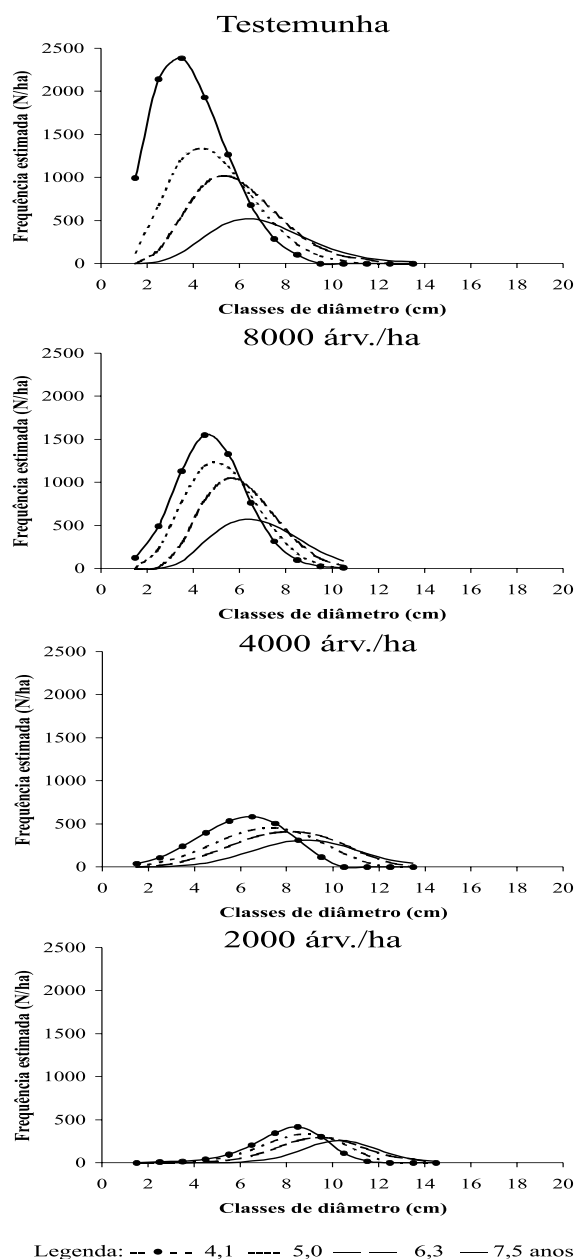 Testemunha
Frequência estimada (N/ha)
2500
2000
1500
1000
500
0
0 2 4 6 8 10 12 14 16 18 20
Classes de diâmetro (cm)
8000 árv./ha
Frequência estimada (N/ha)
2500
2000
1500
1000
500
0
0 2 4 6 8 10 12 14 16 18 20
Classes de diâmetro (cm)
4000 árv./ha
Frequência estimada (N/ha)
2500
2000
1500
1000
500
0
0 2 4 6 8 10 12 14 16 18 20
Classes de diâmetro (cm)
2000 árv./ha
Frequência estimada (N/ha)
2500
2000
1500
1000
500
0
0 2 4 6 8 10 12 14 16 18 20
Classes de diâmetro (cm)
Legenda: 4,1 5,0 6,3 7,5 anos